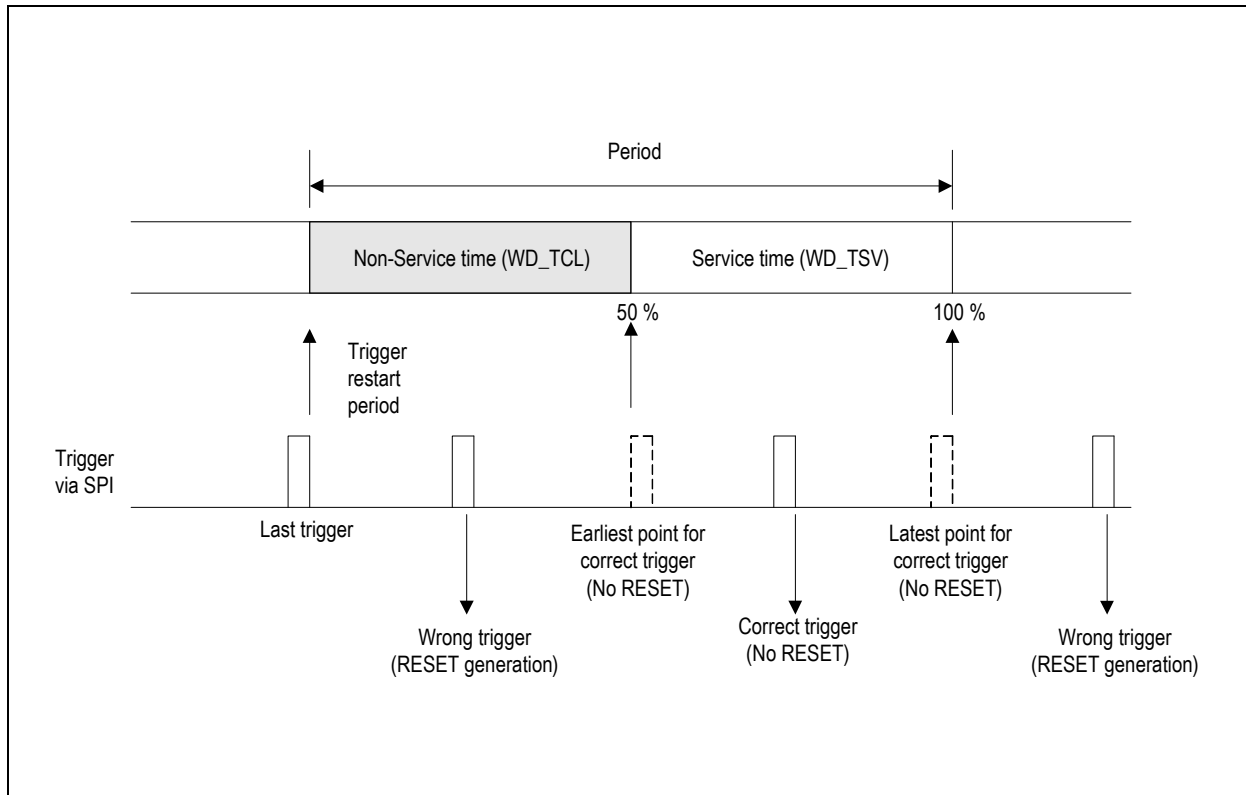 Period
Non-Service time (WD_TCL)
Service time (WD_TSV)
50 %
100 %
Trigger
restart
period
Trigger
via SPI
Last trigger
Earliest point for
correct trigger
(No RESET)
Latest point for
correct trigger
(No RESET)
Wrong trigger
(RESET generation)
Correct trigger
(No RESET)
Wrong trigger
(RESET generation)